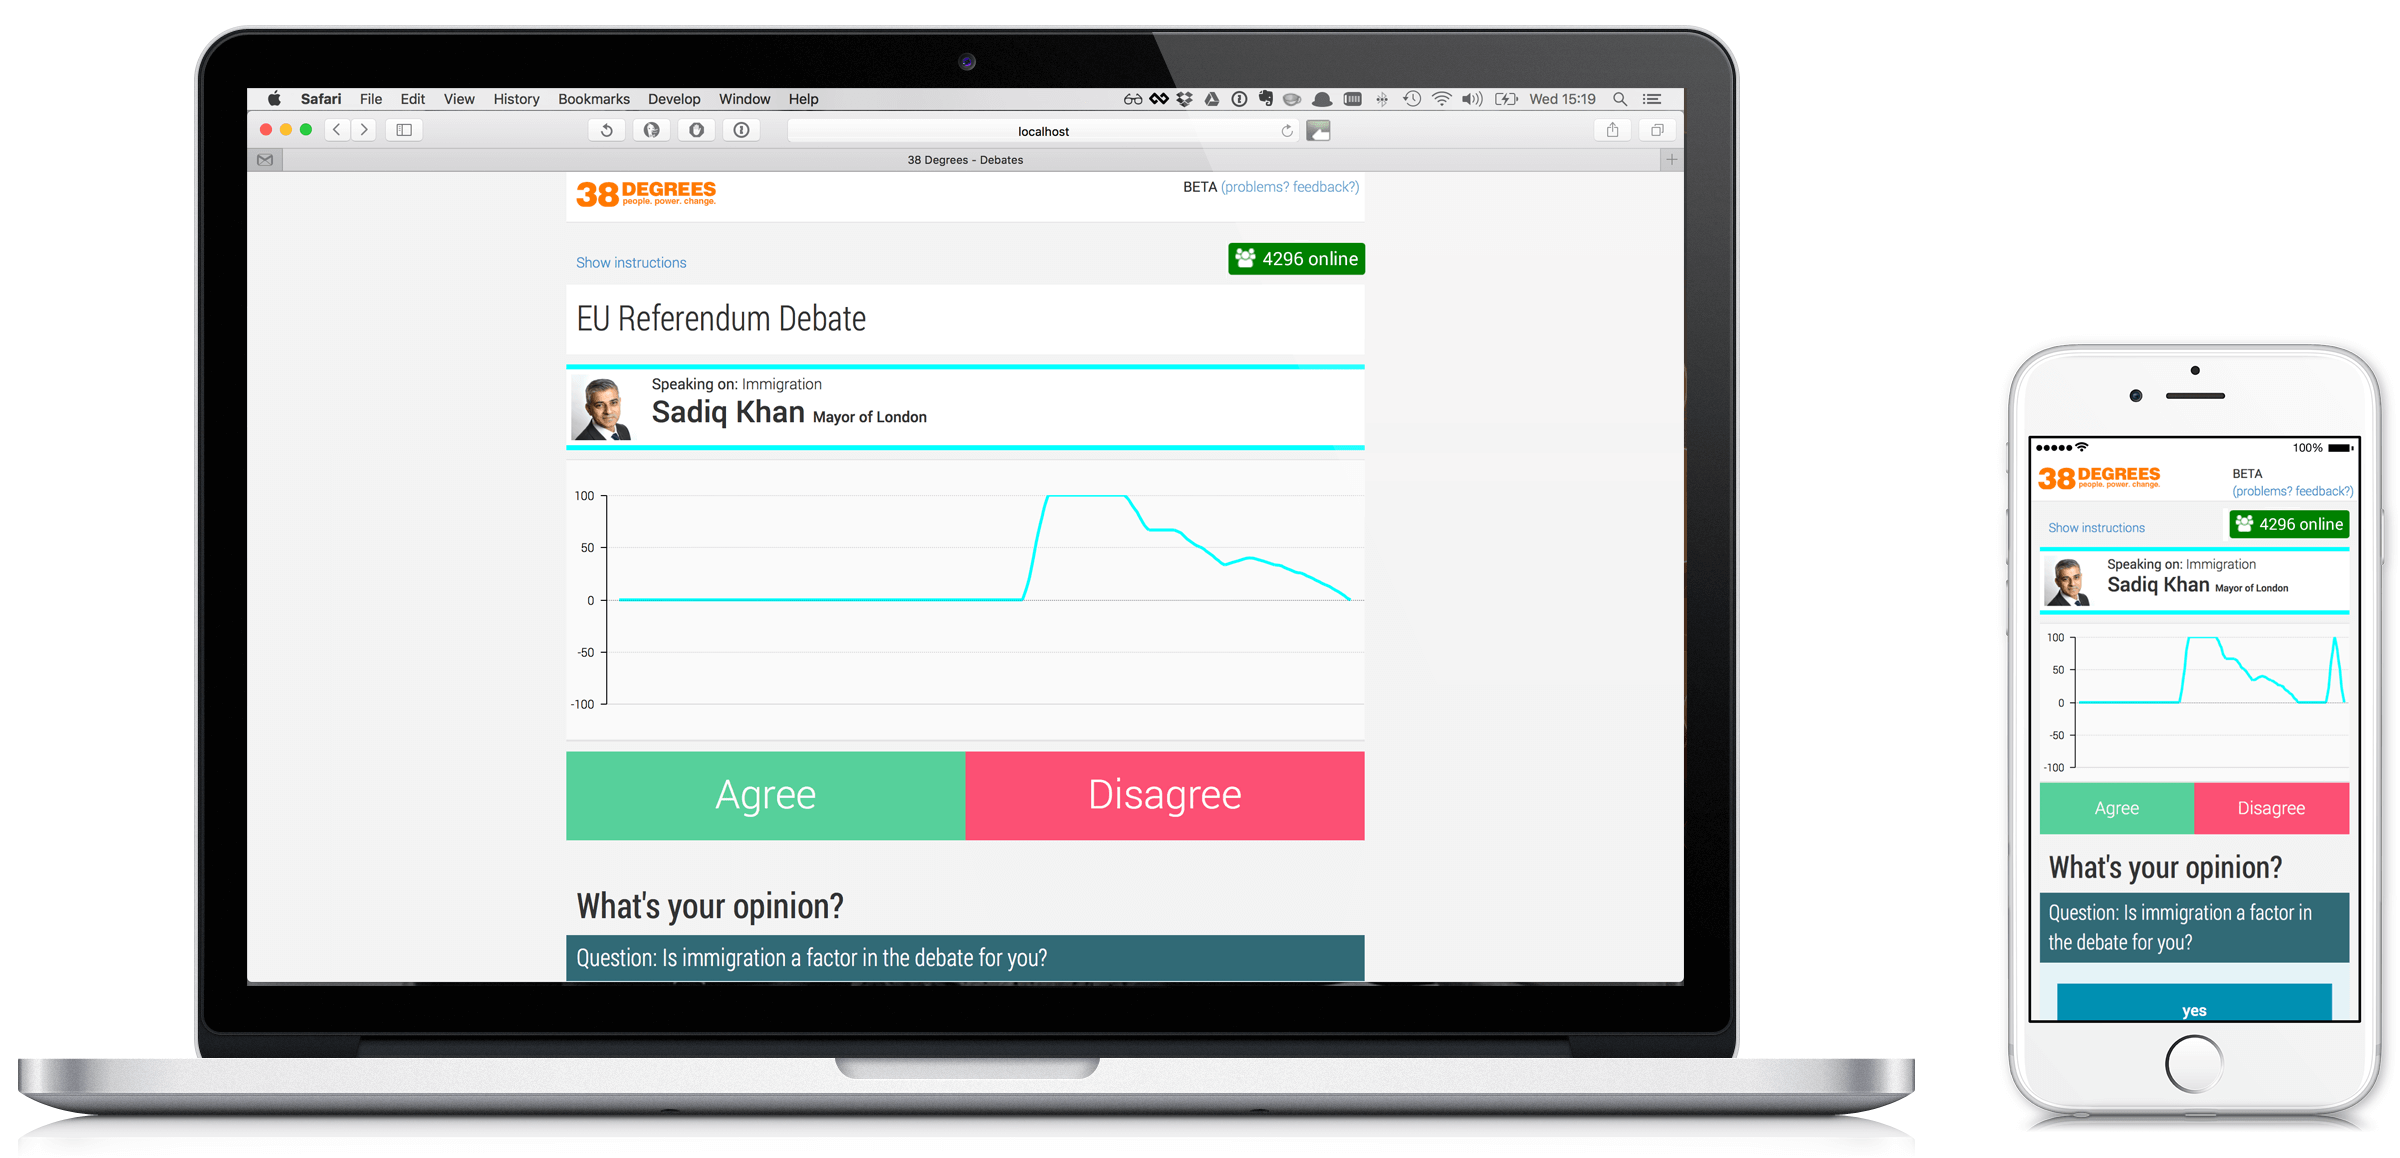 Safari File Edit View History Bookmarks Develop Window Help Wed 15:19
localhost
38 Degrees - Debates
38 DEGREES
people. power. change.
BETA (problems? feedback?)
Show instructions
4296 online
EU Referendum Debate
Speaking on: Immigration
Sadiq Khan Mayor of London
100
50
0
-50
-100
Agree Disagree
What's your opinion?
Question: Is immigration a factor in the debate for you?
100%
38 DEGREES
people. power. change.
BETA
(problems? feedback?)
Show instructions
4296 online
Speaking on: Immigration
Sadiq Khan Mayor of London
100
50
0
-50
-100
Agree Disagree
What's your opinion?
Question: Is immigration a factor in
the debate for you?
yes